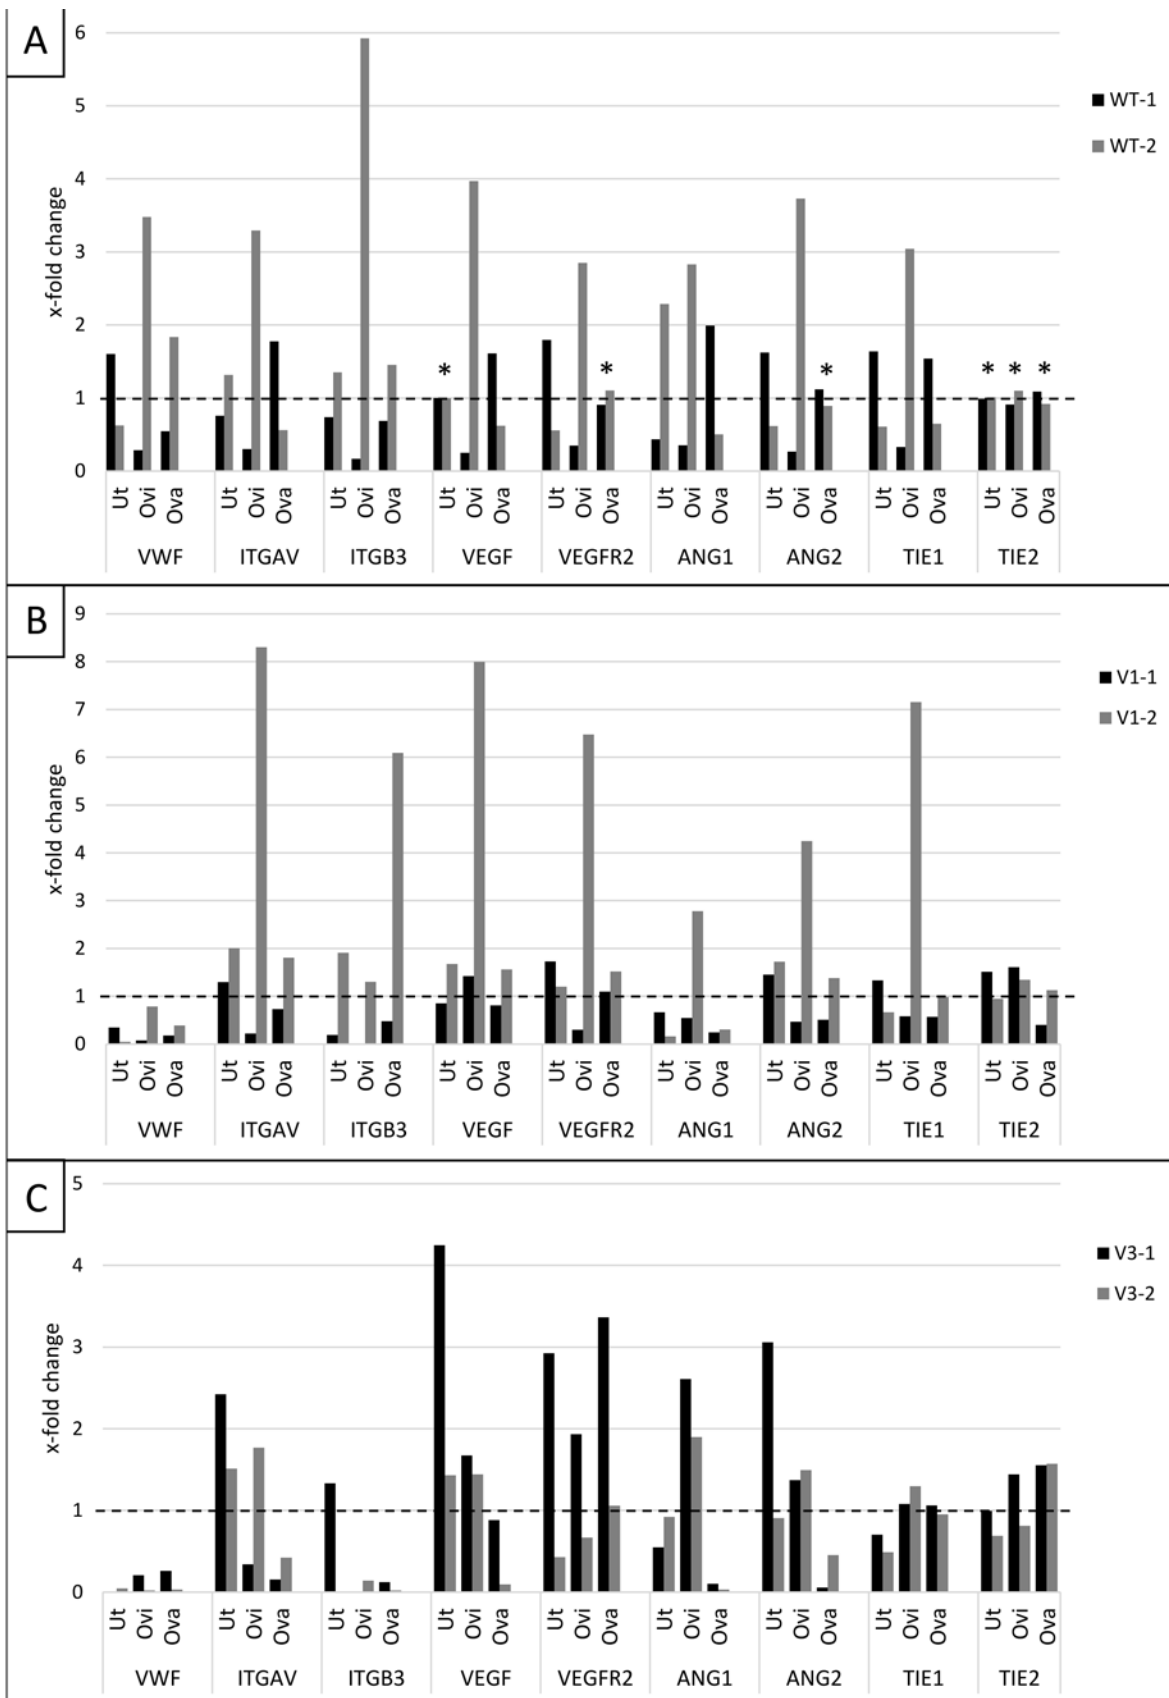 A
6
5
4
3
2
1
0
x-fold change
WT-1
WT-2
* * * * * *
Ut Ovi Ova Ut Ovi Ova Ut Ovi Ova Ut Ovi Ova Ut Ovi Ova Ut Ovi Ova Ut Ovi Ova Ut Ovi Ova Ut Ovi Ova
VWF ITGAV ITGB3 VEGF VEGFR2 ANG1 ANG2 TIE1 TIE2
B
9
8
7
6
5
4
3
2
1
0
x-fold change
V1-1
V1-2
Ut Ovi Ova Ut Ovi Ova Ut Ovi Ova Ut Ovi Ova Ut Ovi Ova Ut Ovi Ova Ut Ovi Ova Ut Ovi Ova Ut Ovi Ova
VWF ITGAV ITGB3 VEGF VEGFR2 ANG1 ANG2 TIE1 TIE2
C
5
4
3
2
1
0
x-fold change
V3-1
V3-2
Ut Ovi Ova Ut Ovi Ova Ut Ovi Ova Ut Ovi Ova Ut Ovi Ova Ut Ovi Ova Ut Ovi Ova Ut Ovi Ova Ut Ovi Ova
VWF ITGAV ITGB3 VEGF VEGFR2 ANG1 ANG2 TIE1 TIE2